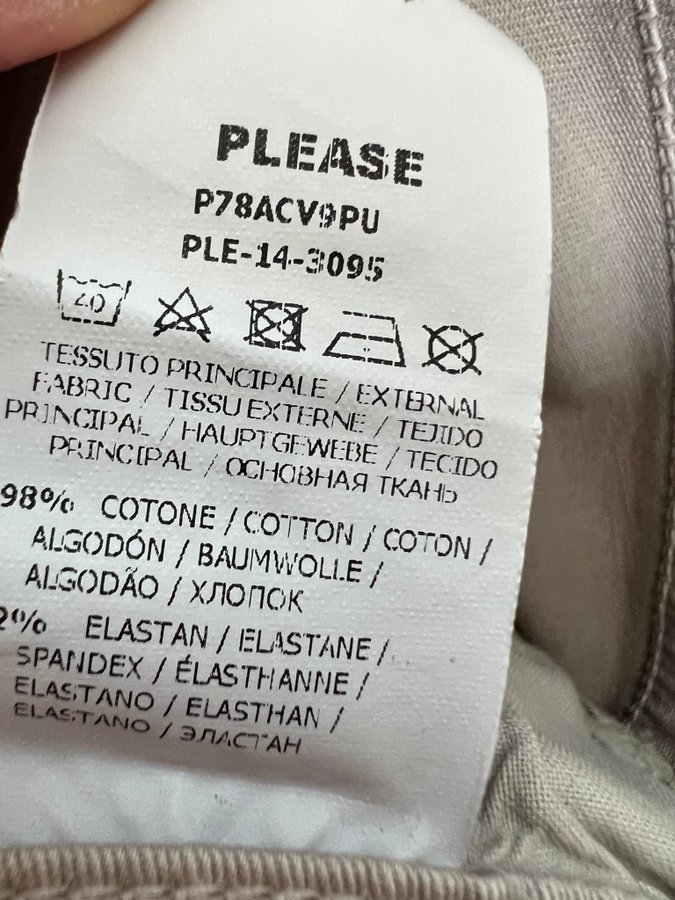 PLEASE
P78ACV9PU
PLE-14-3095
TESSUTO PRINCIPALE / EXTERNAL
FABRIC / TISSU EXTERNE / TEJIDO
PRINCIPAL / HAUPTGEWEBE / TECIDO
PRINCIPAL / ОСНОВНАЯ ТКАНЬ
98% COTONE / COTTON / COTON /
ALGODÓN / BAUMWOLLE /
ALGODÃO / ХЛОПОК
2% ELASTAN / ELASTANE /
SPANDEX / ÉLASTHANNE /
ELASTANO / ELASTHAN /
ELASTANO / ЭЛАСТАН